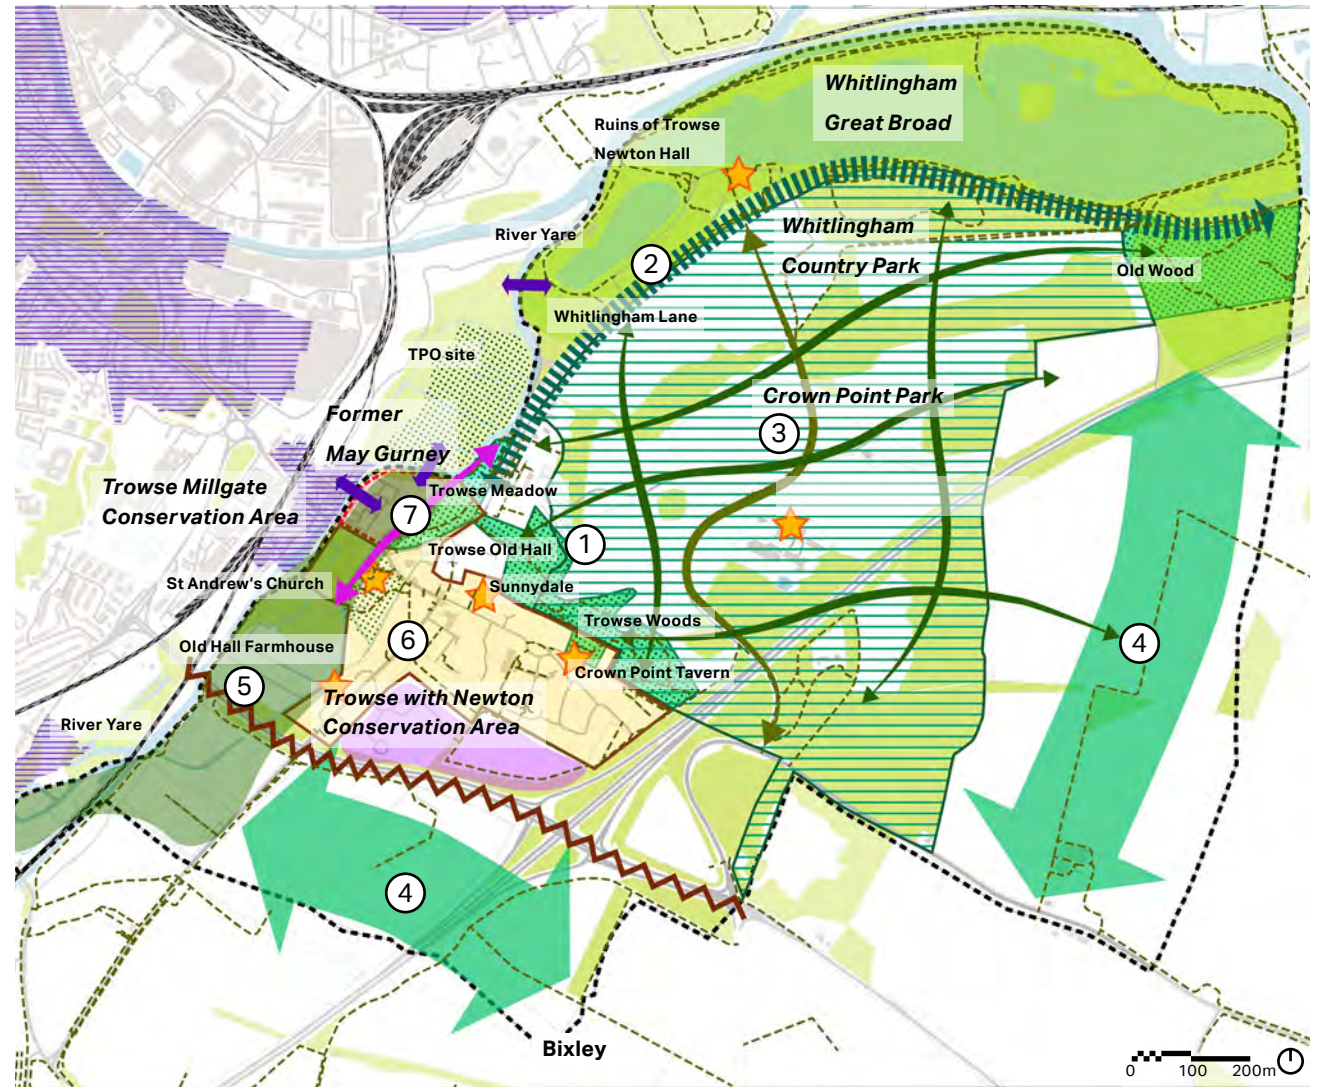 Whitlingham
Great Broad
Ruins of Trowse
Newton Hall
River Yare
Whitlingham
Country Park
2
Old Wood
Whitlingham Lane
TPO site
Crown Point Park
3
Former
May Gurney
Trowse Millgate
Conservation Area
Trowse Meadow
7
Trowse Old Hall
1
St Andrew's Church
Sunnydale
Trowse Woods
6
4
Old Hall Farmhouse
Crown Point Tavern
5
Trowse with Newton
Conservation Area
River Yare
4
Bixley
0 100 200m